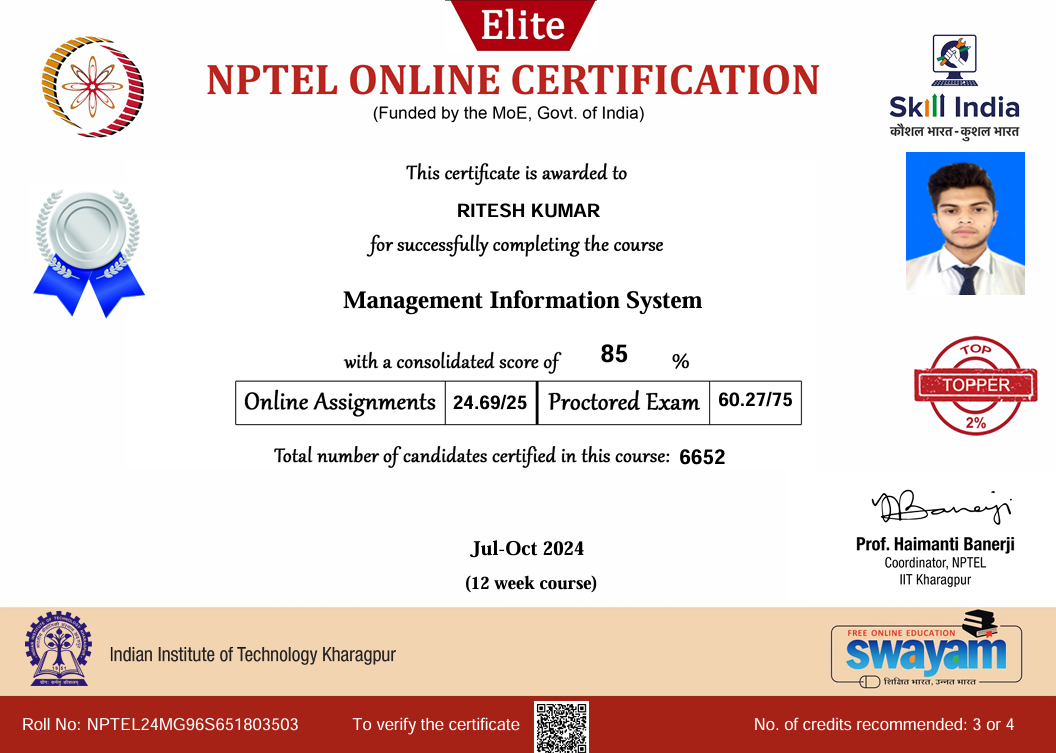 Elite
NPTEL ONLINE CERTIFICATION
(Funded by the MoE, Govt. of India)
Skill India
कौशल भारत - कुशल भारत
This certificate is awarded to
RITESH KUMAR
for successfully completing the course
Management Information System
with a consolidated score of 85 %
Online Assignments 24.69/25 Proctored Exam 60.27/75
TOP
TOPPER
2%
Total number of candidates certified in this course: 6652
Jul-Oct 2024
(12 week course)
Prof. Haimanti Banerji
Coordinator, NPTEL
IIT Kharagpur
Indian Institute of Technology Kharagpur
FREE ONLINE EDUCATION
swayam
शिक्षित भारत, उन्नत भारत
Roll No: NPTEL24MG96S651803503 To verify the certificate No. of credits recommended: 3 or 4